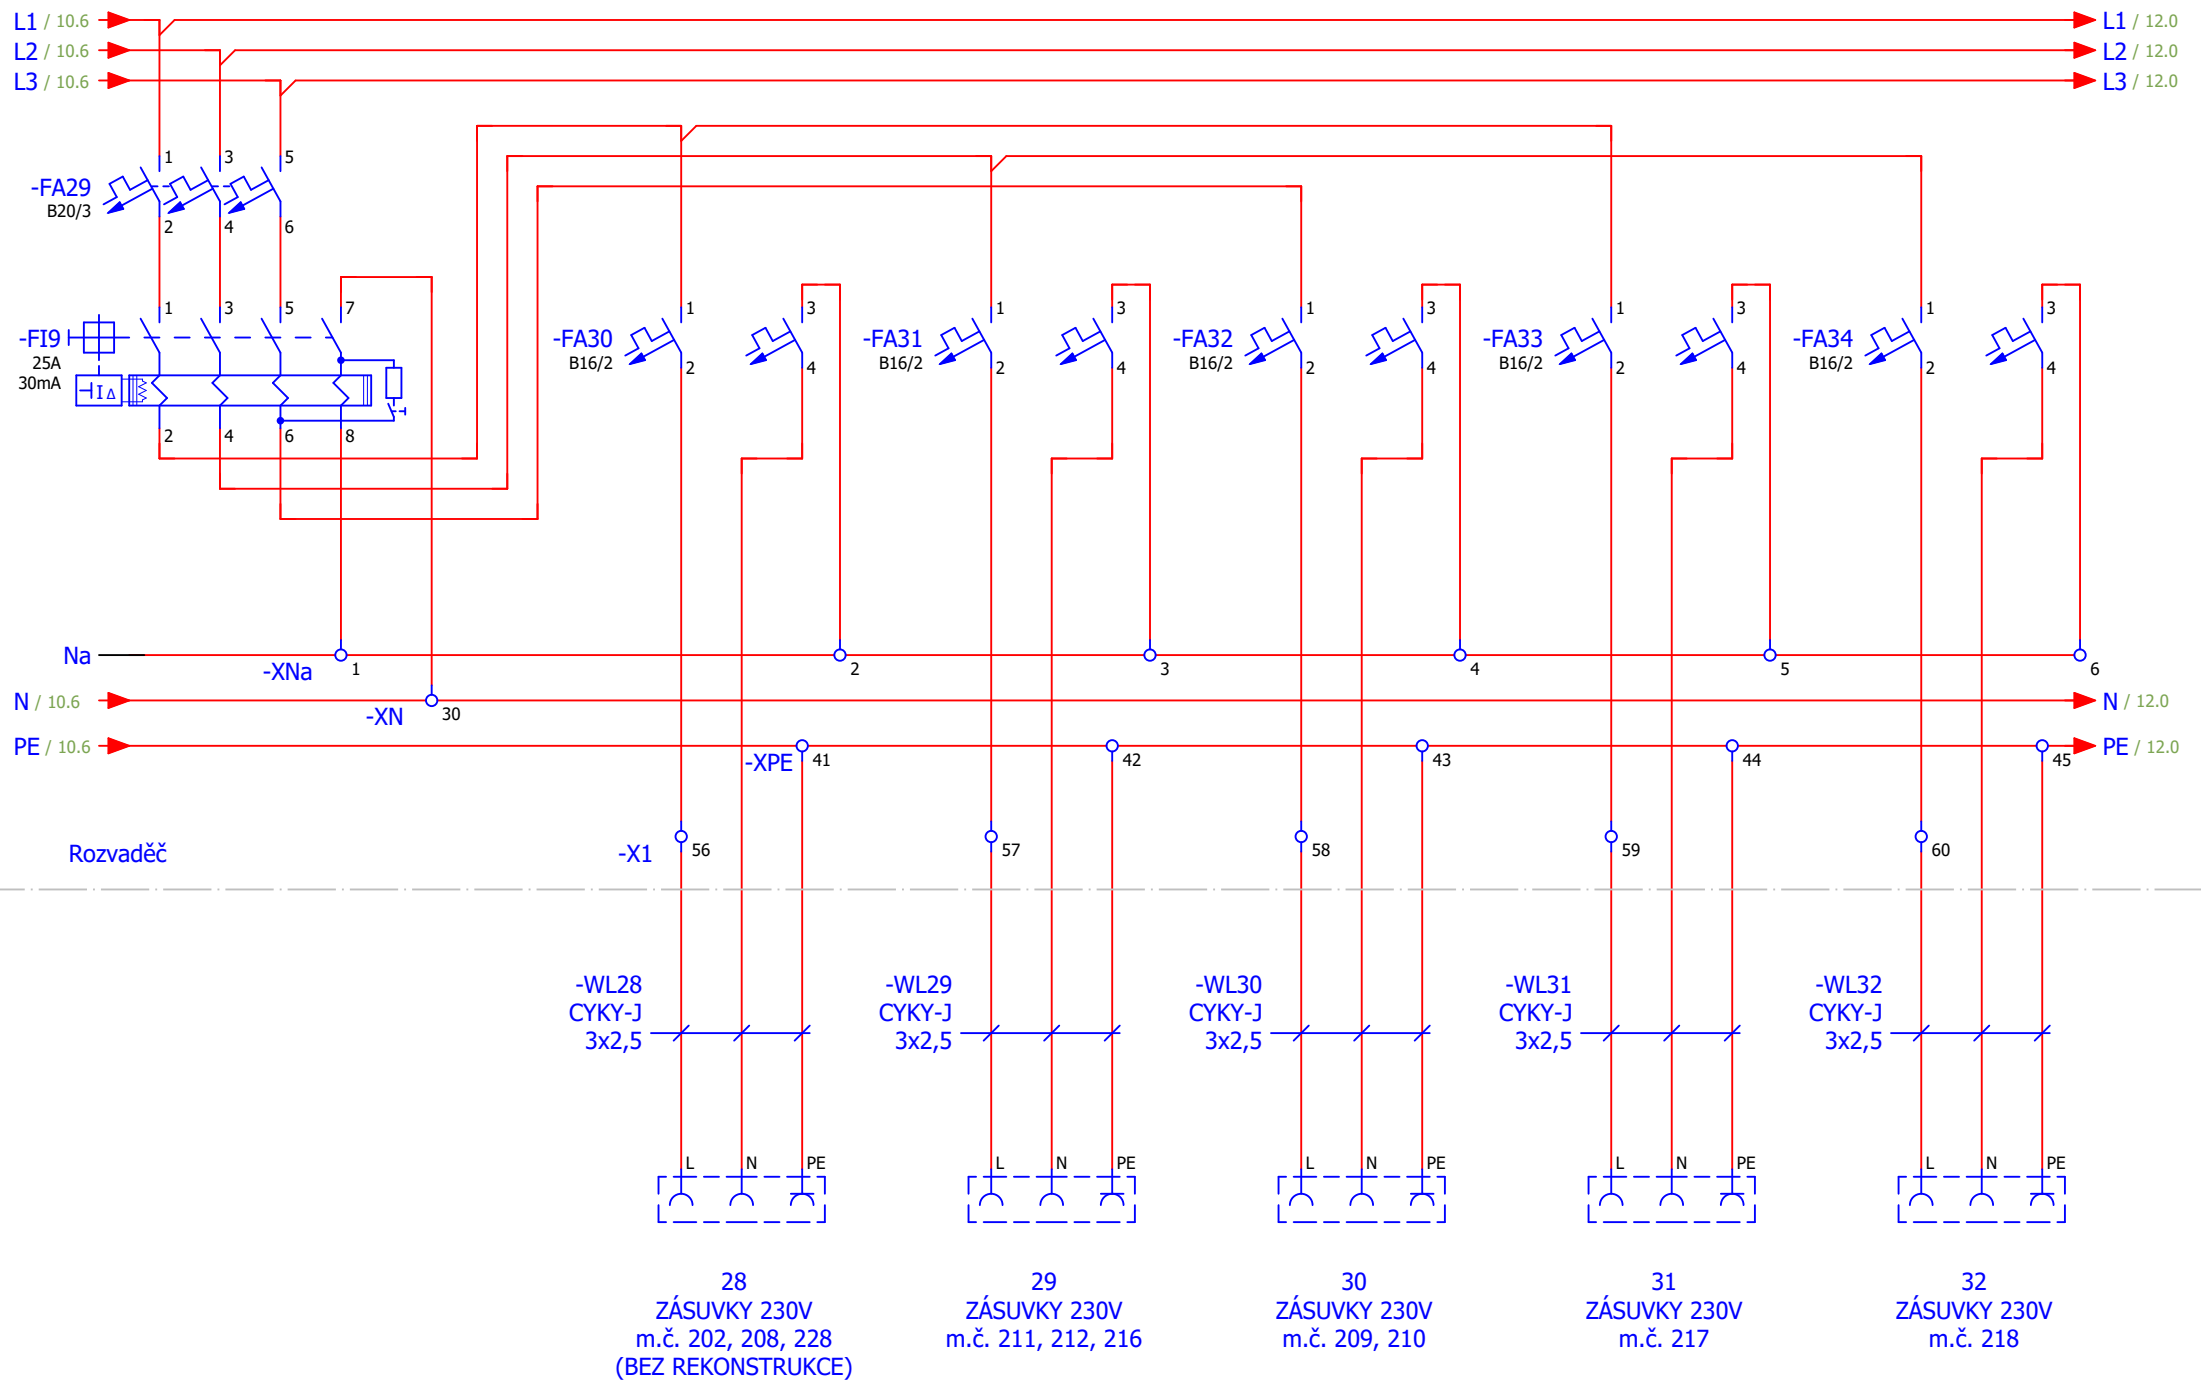 L1 / 10.6
L1 / 12.0
L2 / 10.6
L2 / 12.0
L3 / 10.6
L3 / 12.0
-FA29
B20/3
1 3 5
2 4 6
-FI9
25A
30mA
1 3 5 7
I Δ
2 4 6 8
-FA30
B16/2
1 3
2 4
-FA31
B16/2
1 3
2 4
-FA32
B16/2
1 3
2 4
-FA33
B16/2
1 3
2 4
-FA34
B16/2
1 3
2 4
Na
-XNa 1 2 3 4 5 6
N / 10.6
N / 12.0
-XN 30
PE / 10.6
PE / 12.0
-XPE 41 42 43 44 45
Rozvaděč
-X1 56 57 58 59 60
-WL28
CYKY-J
3x2,5
-WL29
CYKY-J
3x2,5
-WL30
CYKY-J
3x2,5
-WL31
CYKY-J
3x2,5
-WL32
CYKY-J
3x2,5
L N PE
L N PE
L N PE
L N PE
L N PE
28
ZÁSUVKY 230V
m.č. 202, 208, 228
(BEZ REKONSTRUKCE)
29
ZÁSUVKY 230V
m.č. 211, 212, 216
30
ZÁSUVKY 230V
m.č. 209, 210
31
ZÁSUVKY 230V
m.č. 217
32
ZÁSUVKY 230V
m.č. 218